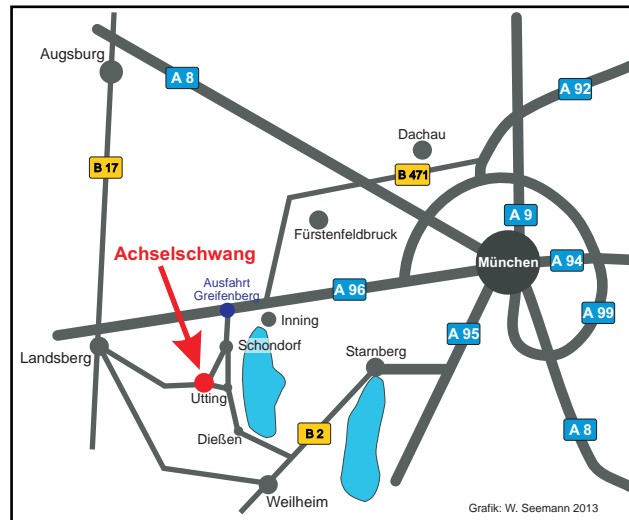 Augsburg
A 8
A 92
Dachau
B 17
B 471
A 9
Fürstenfeldbruck
Achselschwang
München
A 94
Ausfahrt
Greifenberg
A 96
A 99
Inning
A 95
Landsberg
Schondorf
Starnberg
Utting
A 8
Dießen
B 2
Weilheim
Grafik: W. Seemann 2013